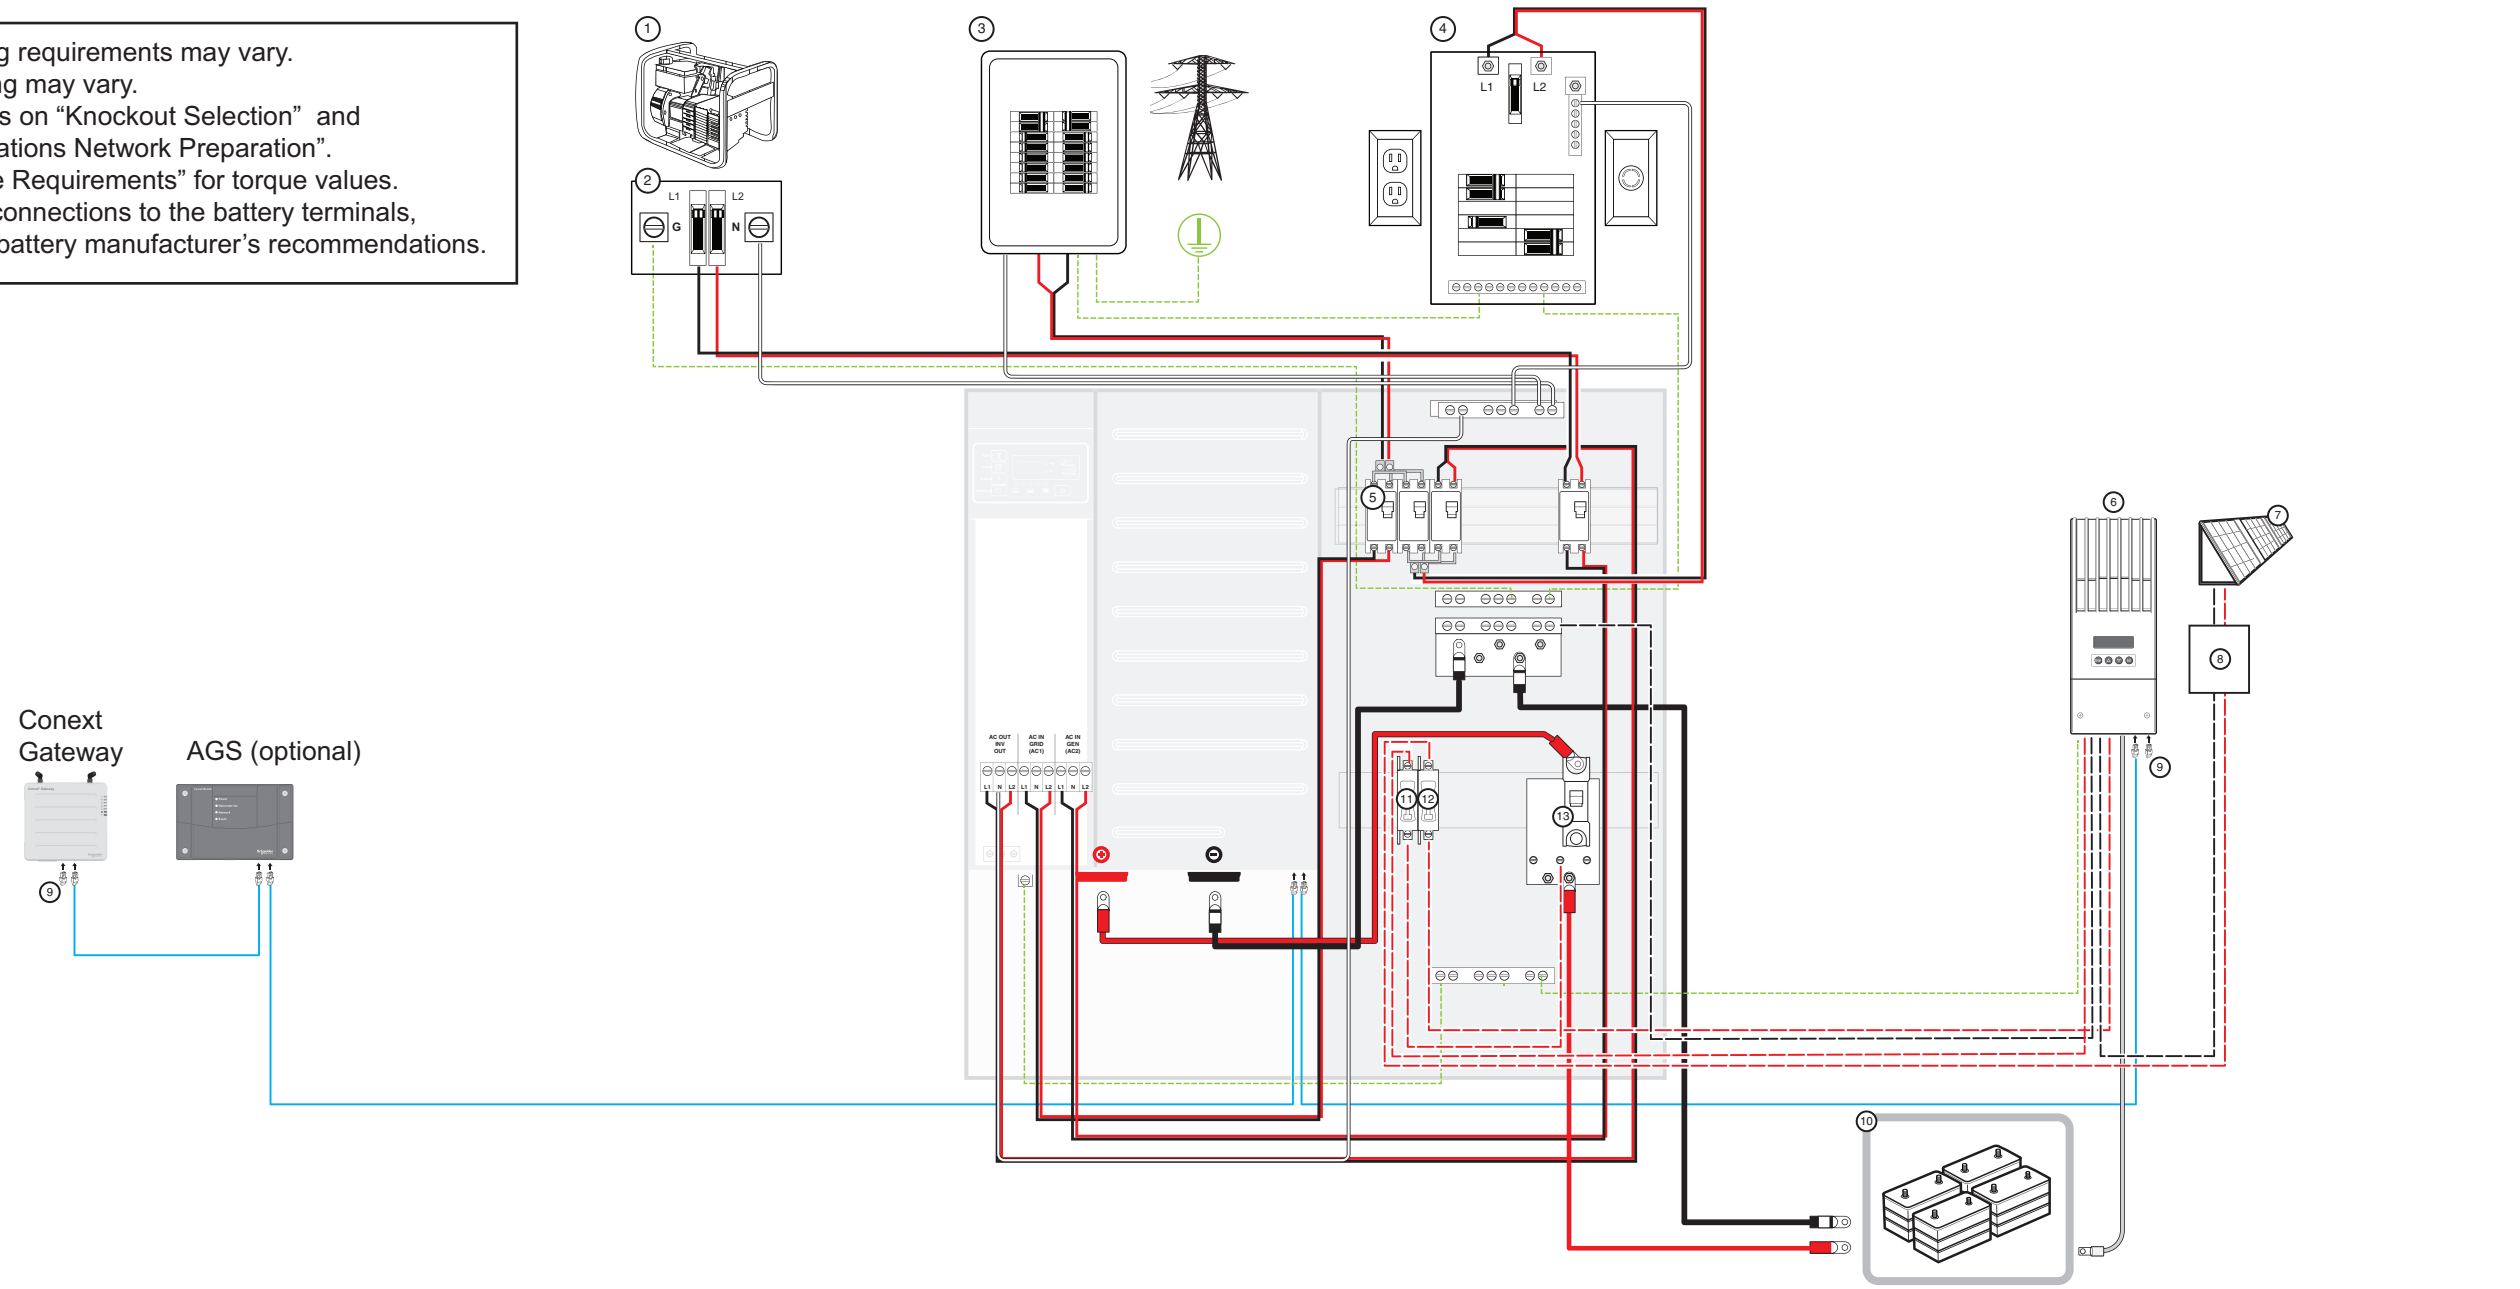 g requirements may vary.
ng may vary.
s on “Knockout Selection” and
ations Network Preparation”.
e Requirements” for torque values.
connections to the battery terminals,
battery manufacturer’s recommendations.
1
2
L1
L2
G
N
3
4
L1
L2
5
6
7
8
9
Conext
Gateway
AGS (optional)
9
AC OUT
INV
OUT
AC IN
GRID
(AC1)
AC IN
GEN
(AC2)
L1 N L2 L1 N L2 L1 N L2
11
12
13
10